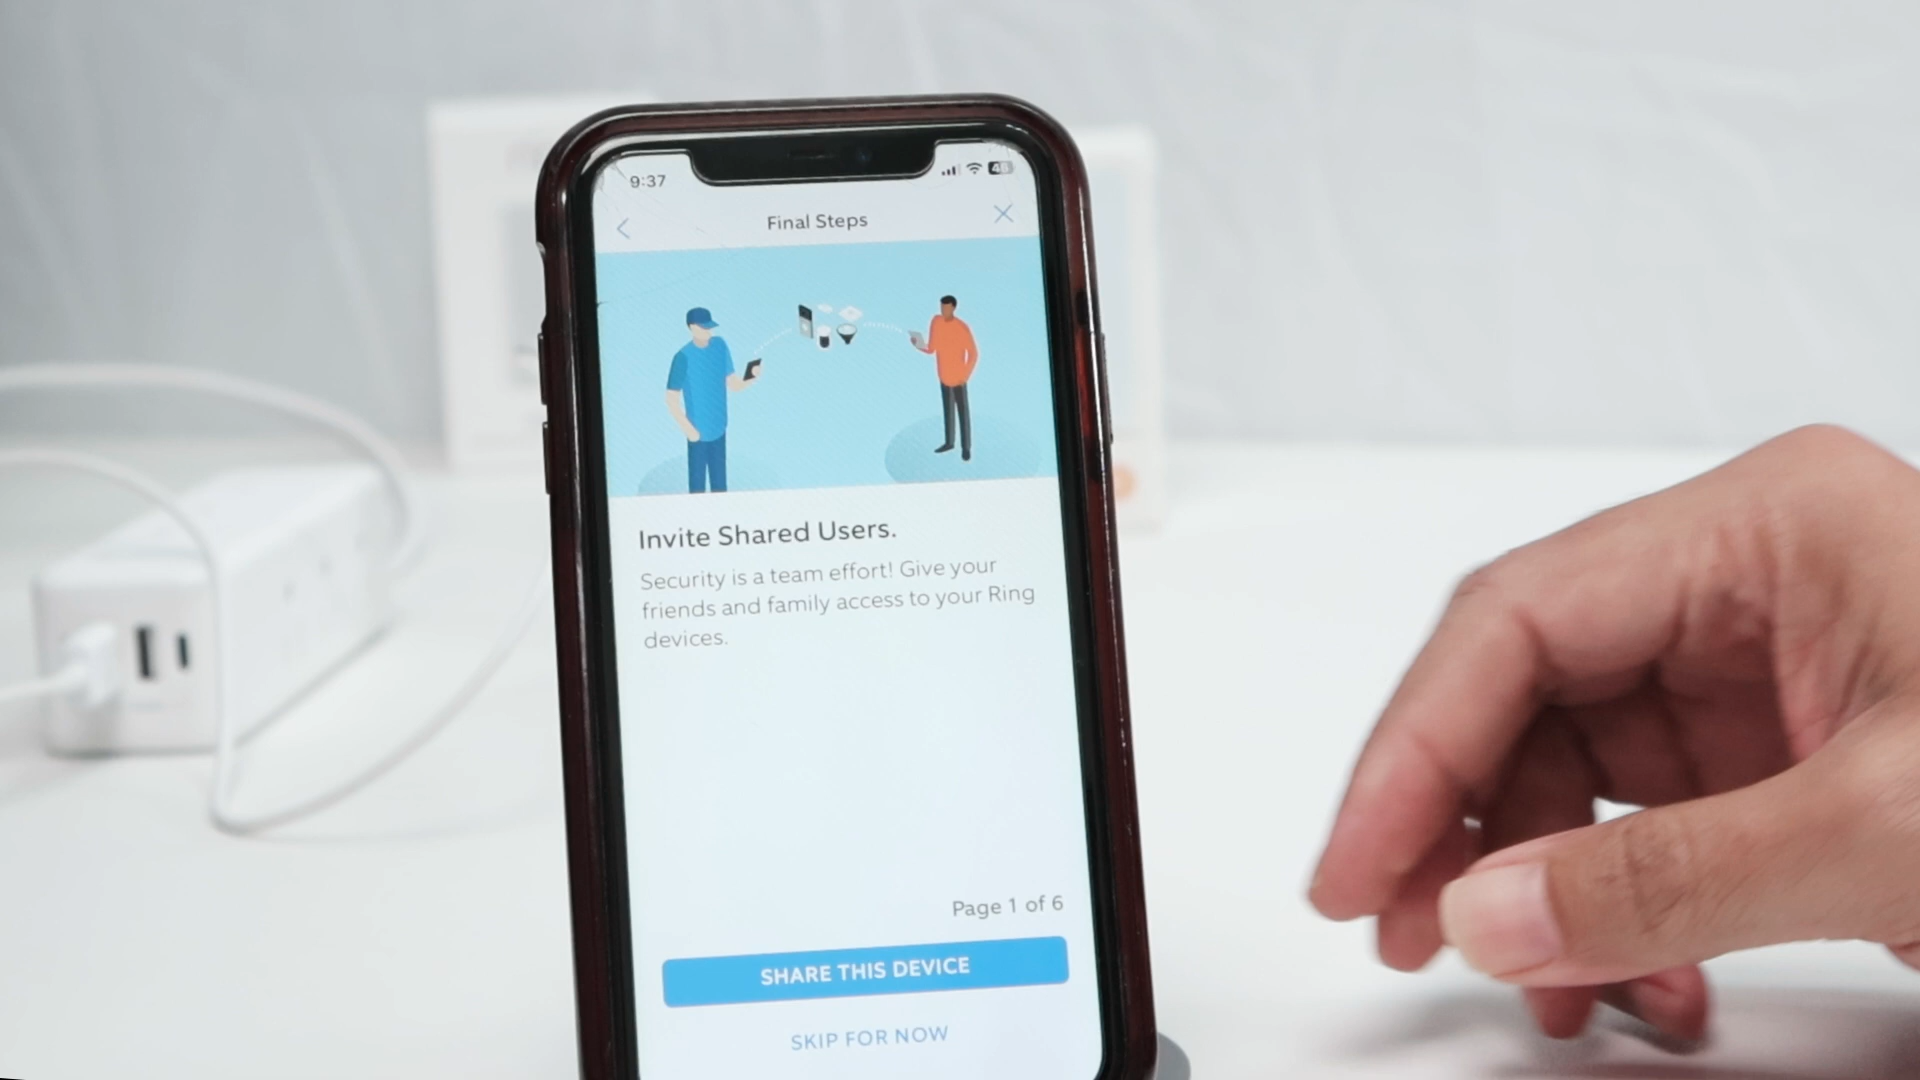 9:37
Final Steps
Invite Shared Users.
Security is a team effort! Give your
friends and family access to your Ring
devices.
Page 1 of 6
SHARE THIS DEVICE
SKIP FOR NOW